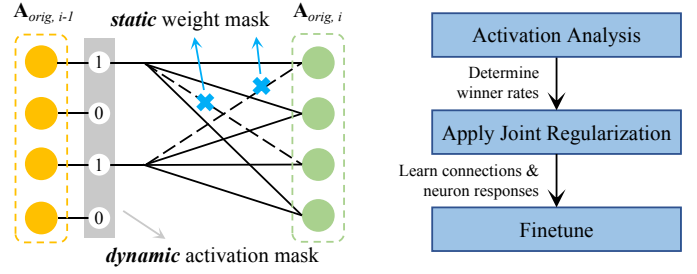 A_orig, i-1
static weight mask
A_orig, i
1
0
1
0
dynamic activation mask
Activation Analysis
Determine
winner rates
Apply Joint Regularization
Learn connections &
neuron responses
Finetune